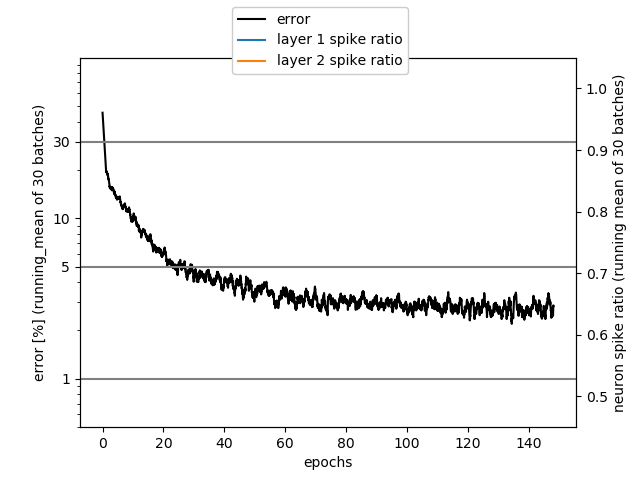 error
layer 1 spike ratio
layer 2 spike ratio
error [%] (running_mean of 30 batches)
30
10
5
1
1.0
0.9
0.8
0.7
0.6
0.5
neuron spike ratio (running mean of 30 batches)
0 20 40 60 80 100 120 140
epochs